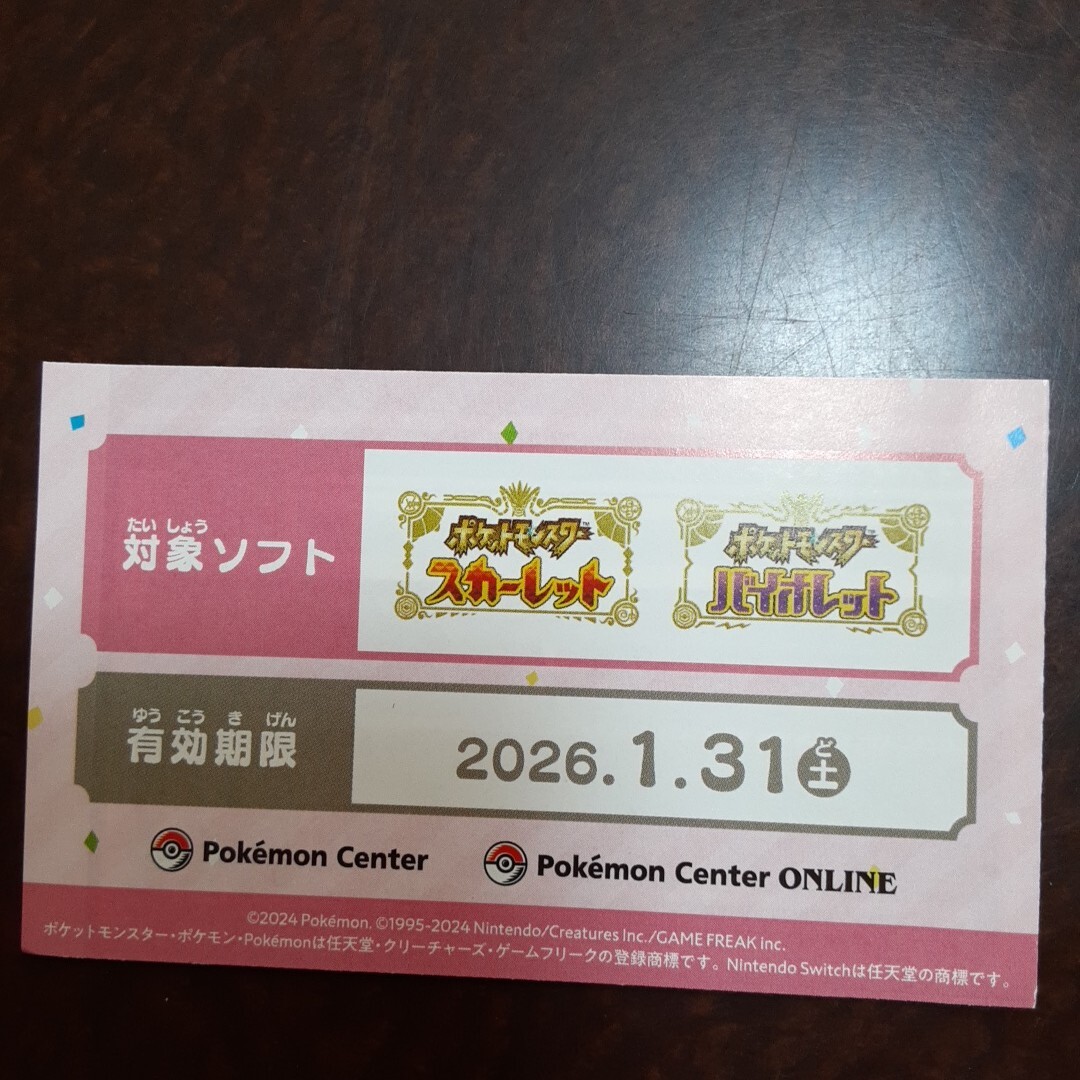 たいしょう
対象ソフト
ポケットモンスター™
スカーレット
ポケットモンスター
バイオレット
ゆうこうきげん
有効期限
2026.1.31
ど
土
Pokémon Center
Pokémon Center ONLINE
©2024 Pokémon. ©1995-2024 Nintendo/Creatures Inc./GAME FREAK inc.
ポケットモンスター・ポケモン・Pokémonは任天堂・クリーチャーズ・ゲームフリークの登録商標です。Nintendo Switchは任天堂の商標です。